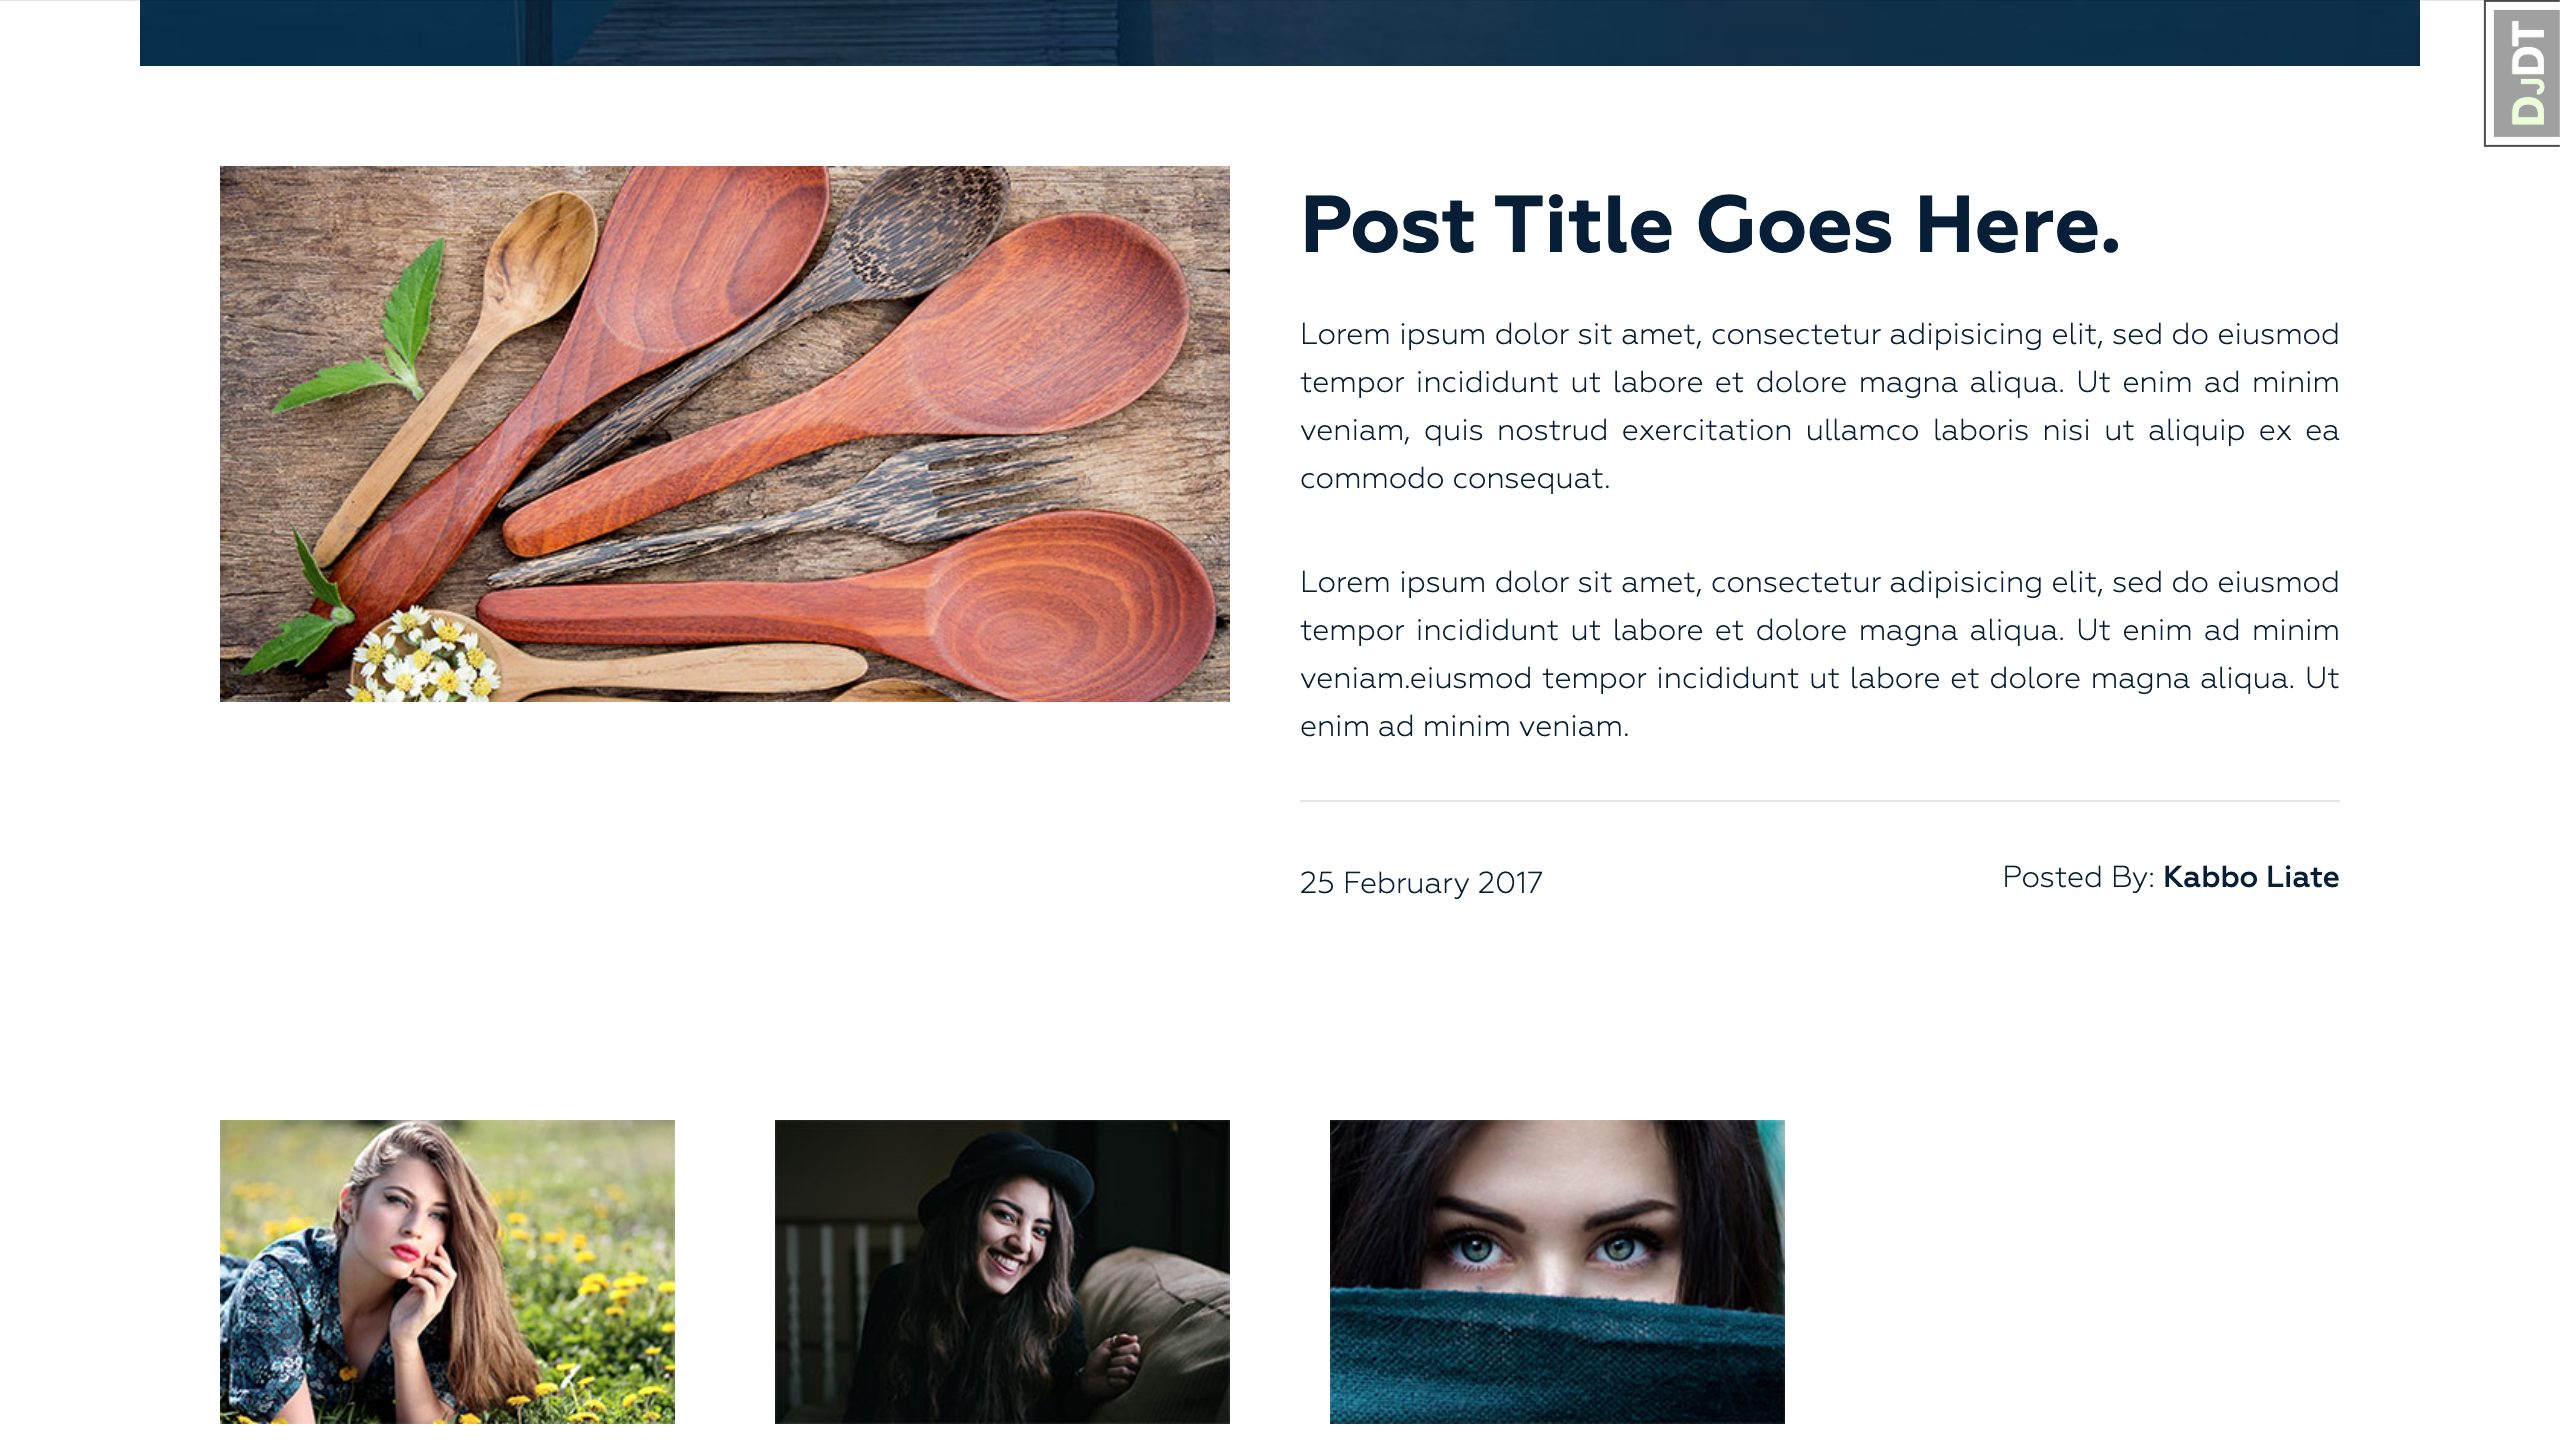 DJDT
Post Title Goes Here.
Lorem ipsum dolor sit amet, consectetur adipisicing elit, sed do eiusmod
tempor incididunt ut labore et dolore magna aliqua. Ut enim ad minim
veniam, quis nostrud exercitation ullamco laboris nisi ut aliquip ex ea
commodo consequat.
Lorem ipsum dolor sit amet, consectetur adipisicing elit, sed do eiusmod
tempor incididunt ut labore et dolore magna aliqua. Ut enim ad minim
veniam.eiusmod tempor incididunt ut labore et dolore magna aliqua. Ut
enim ad minim veniam.
25 February 2017
Posted By: Kabbo Liate